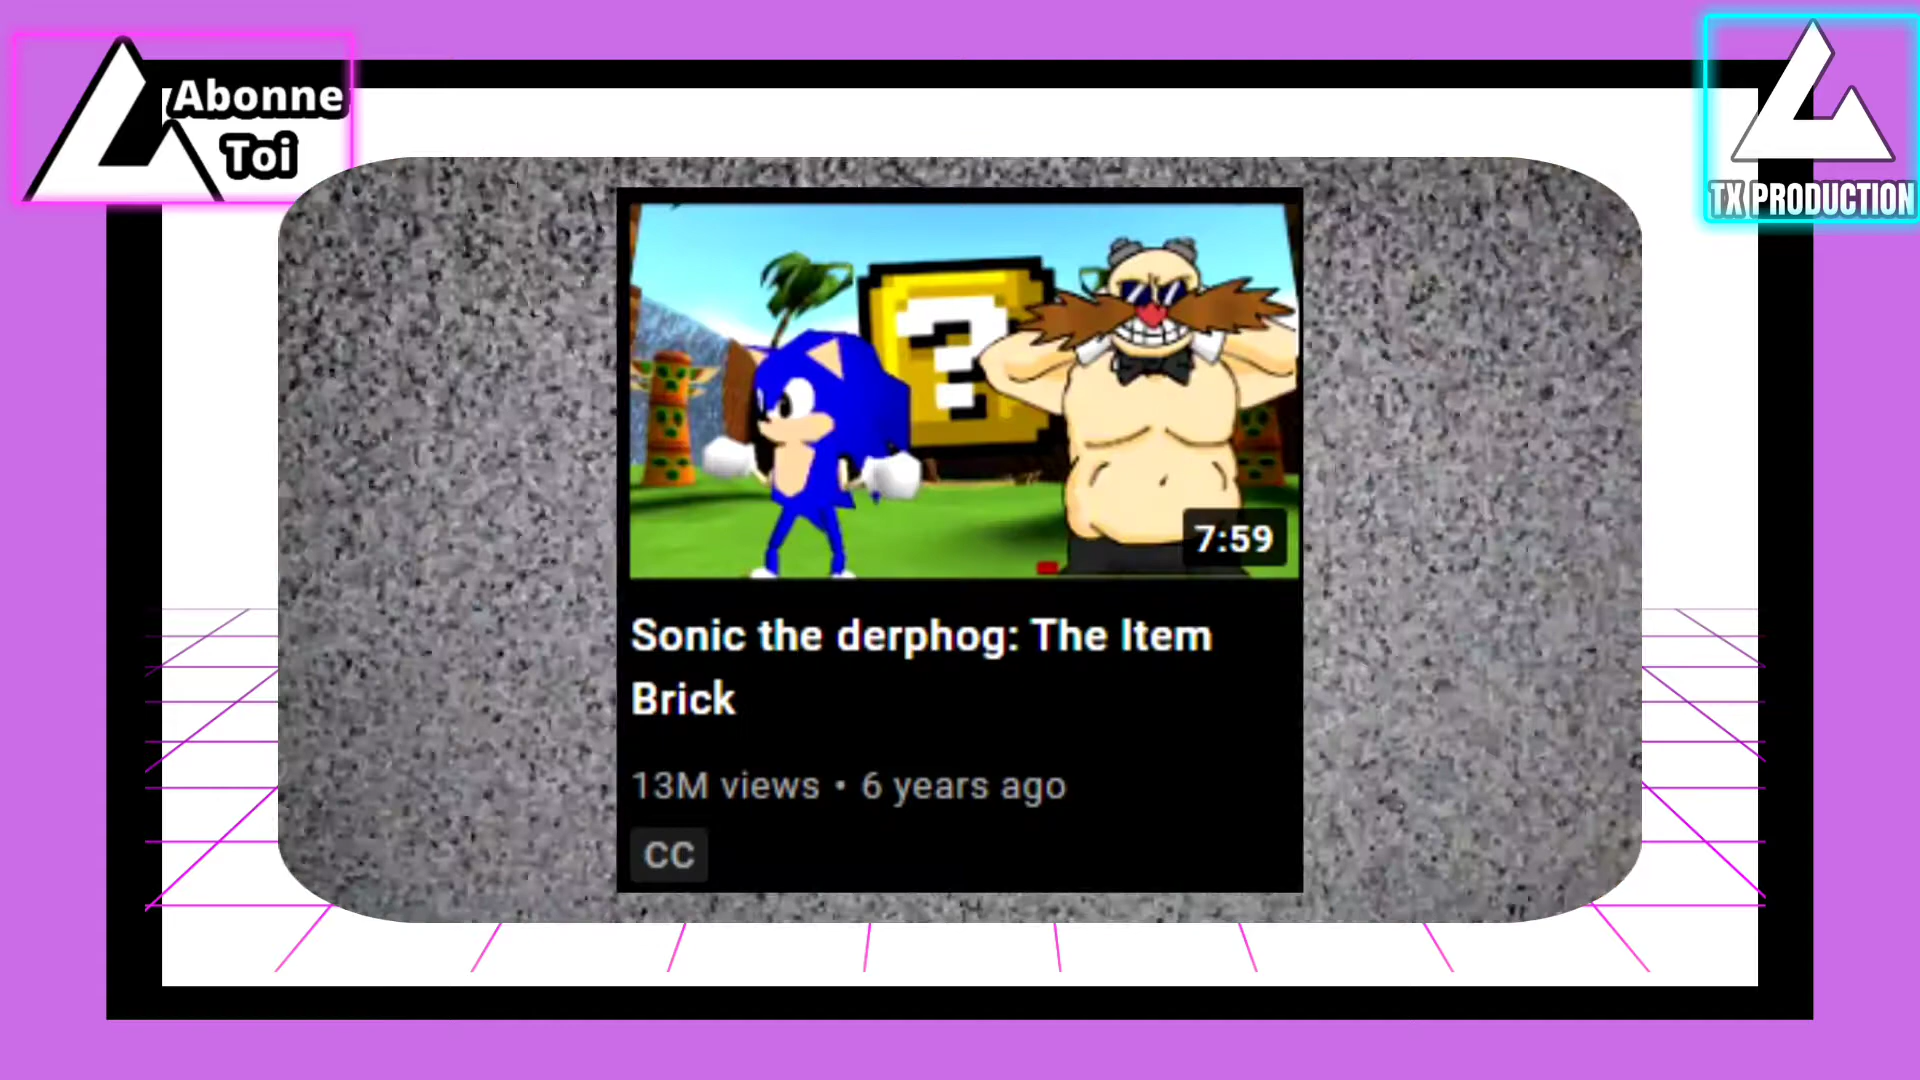 Abonne
Toi
TX PRODUCTION
?
7:59
Sonic the derphog: The Item
Brick
13M views • 6 years ago
CC